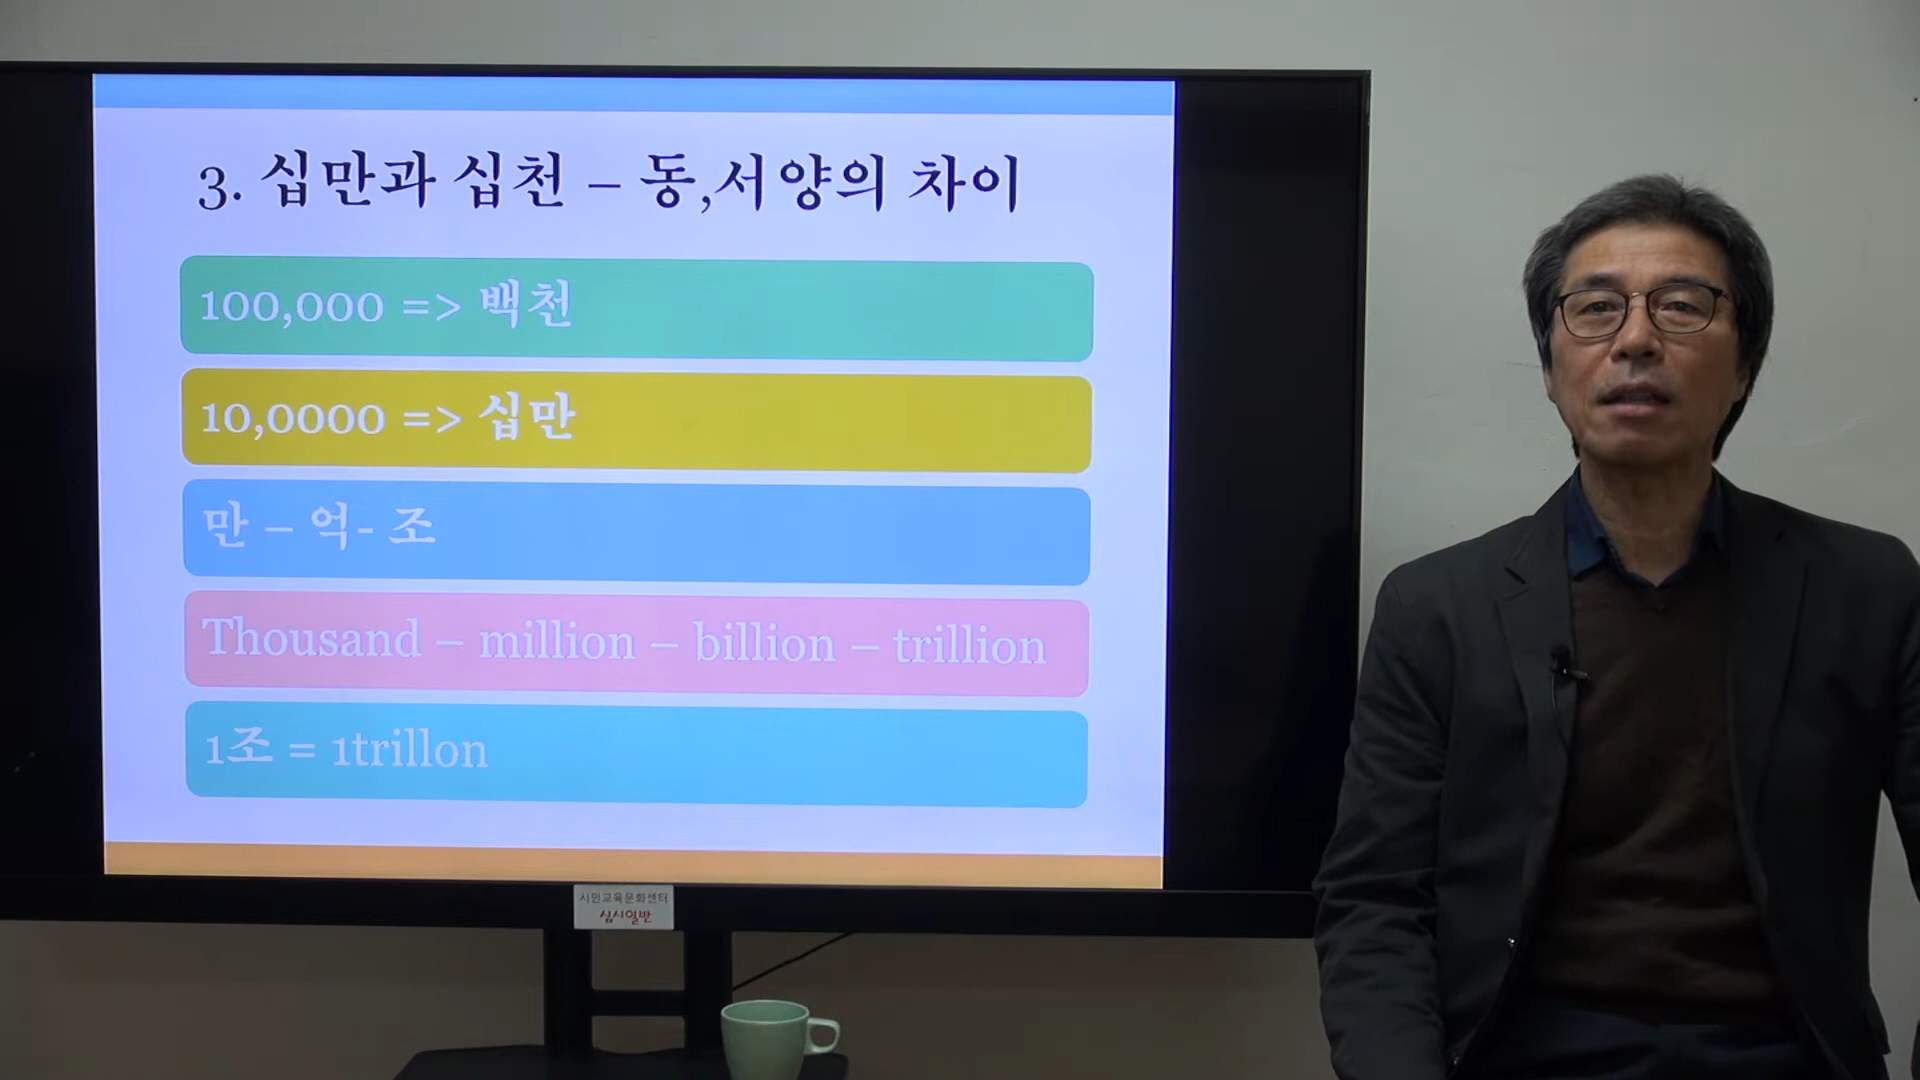 3. 십만과 십천 – 동,서양의 차이
100,000 => 백천
10,0000 => 십만
만 – 억- 조
Thousand – million – billion – trillion
1조 = 1trillon
시민교육문화센터
십시일반